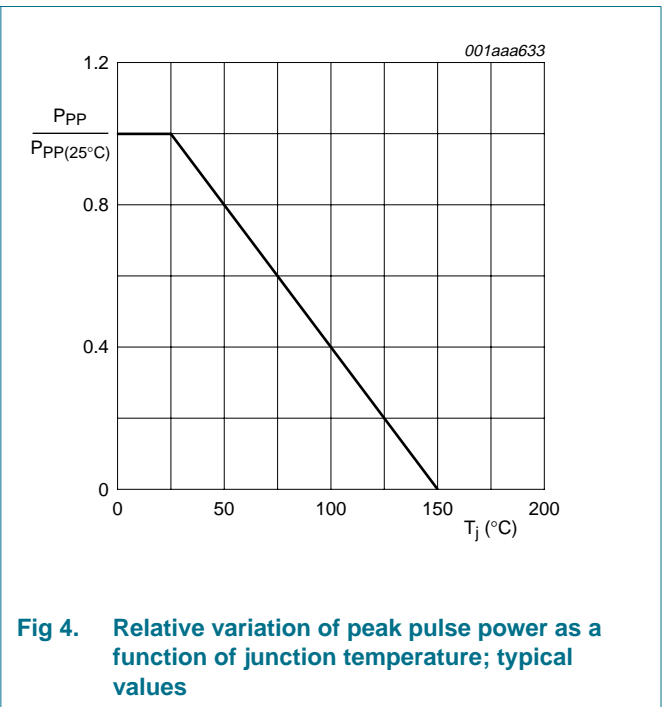 001aaa633
1.2
PPP
PPP(25°C)
0.8
0.4
0
0 50 100 150 200
Tj (°C)
Fig 4. Relative variation of peak pulse power as a
function of junction temperature; typical
values